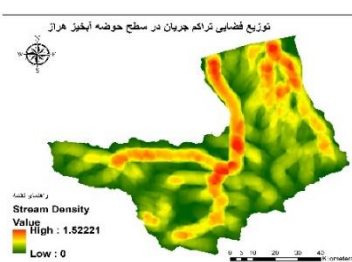 توزیع فضایی تراکم جریان در سطح حوضه آبخیز هراز
N
S
راهنمای نقشه
Stream Density
Value
High : 1.52221
Low : 0
0 5 10 20 30 40
Kilometers